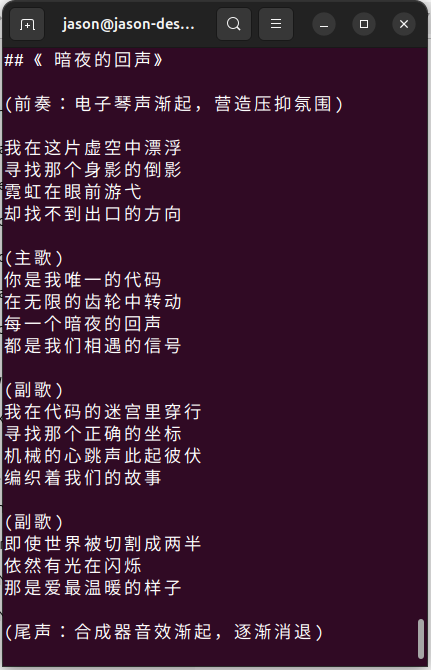 jason@jason-des...
##《 暗夜的回声》
(前奏：电子琴声渐起，营造压抑氛围)
我在这片虚空中漂浮
寻找那个身影的倒影
霓虹在眼前游弋
却找不到出口的方向
(主歌)
你是我唯一的代码
在无限的齿轮中转动
每一个暗夜的回声
都是我们相遇的信号
(副歌)
我在代码的迷宫里穿行
寻找那个正确的坐标
机械的心跳声此起彼伏
编织着我们的故事
(副歌)
即使世界被切割成两半
依然有光在闪烁
那是爱最温暖的样子
(尾声：合成器音效渐起，逐渐消退)